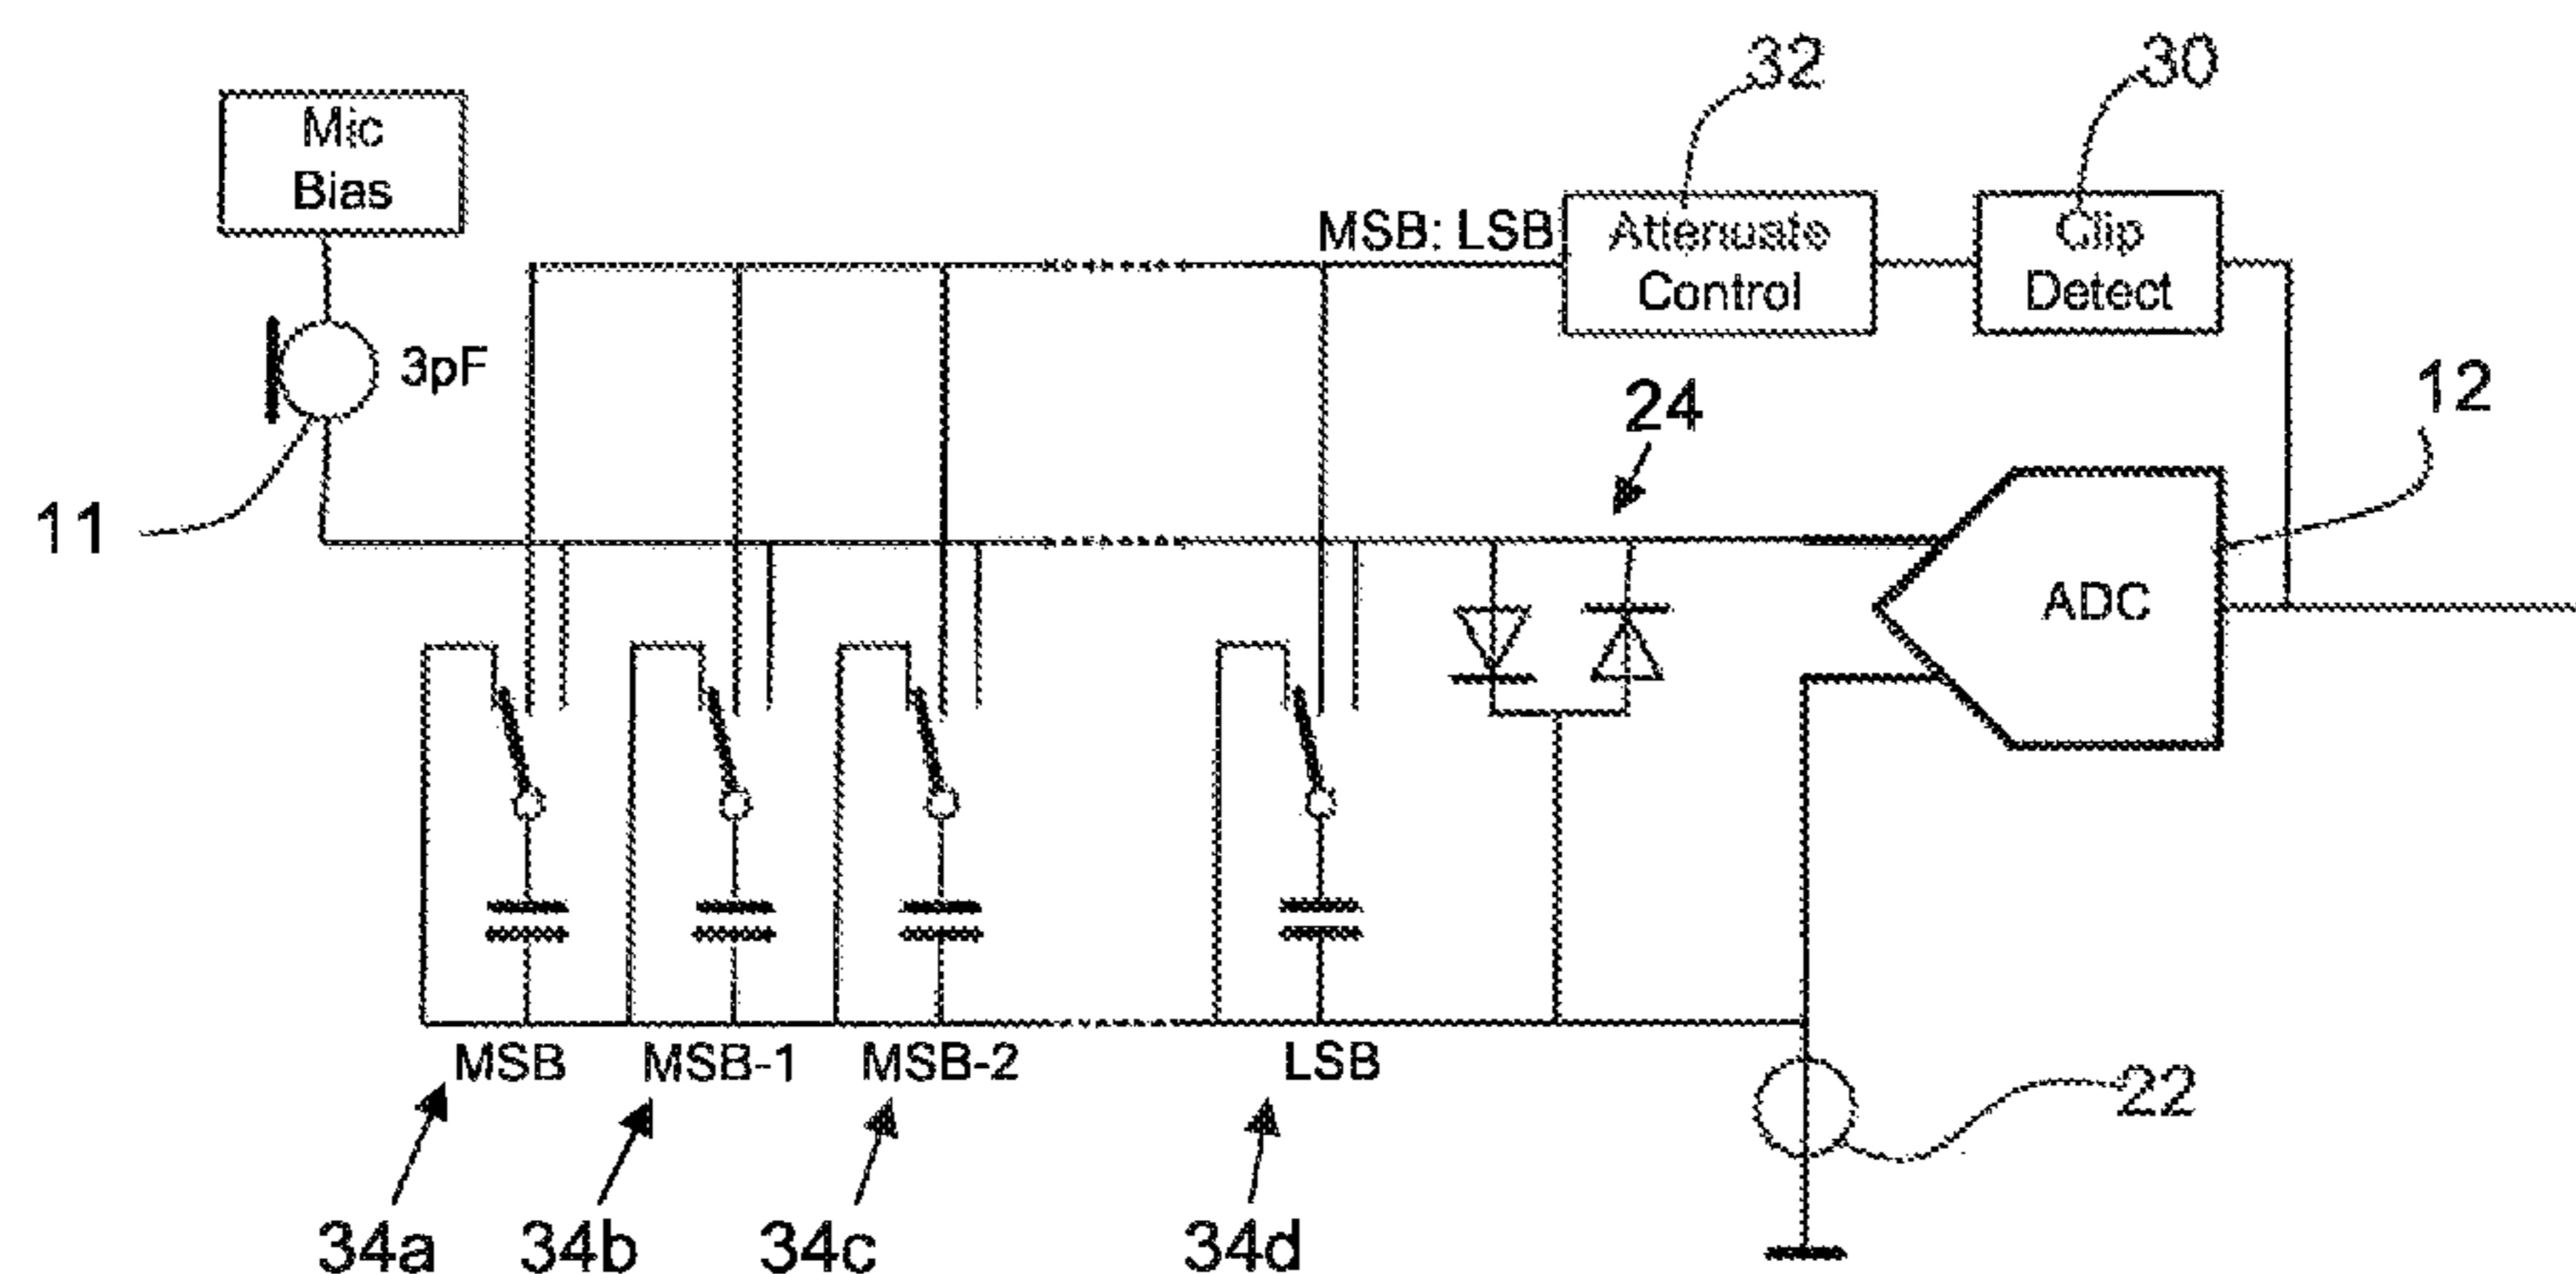 32
30
Mic
Bias
MSB: LSB
Attenuate
Control
Clip
Detect
3pF
24
12
11
ADC
MSB
MSB-1
MSB-2
LSB
22
34a
34b
34c
34d